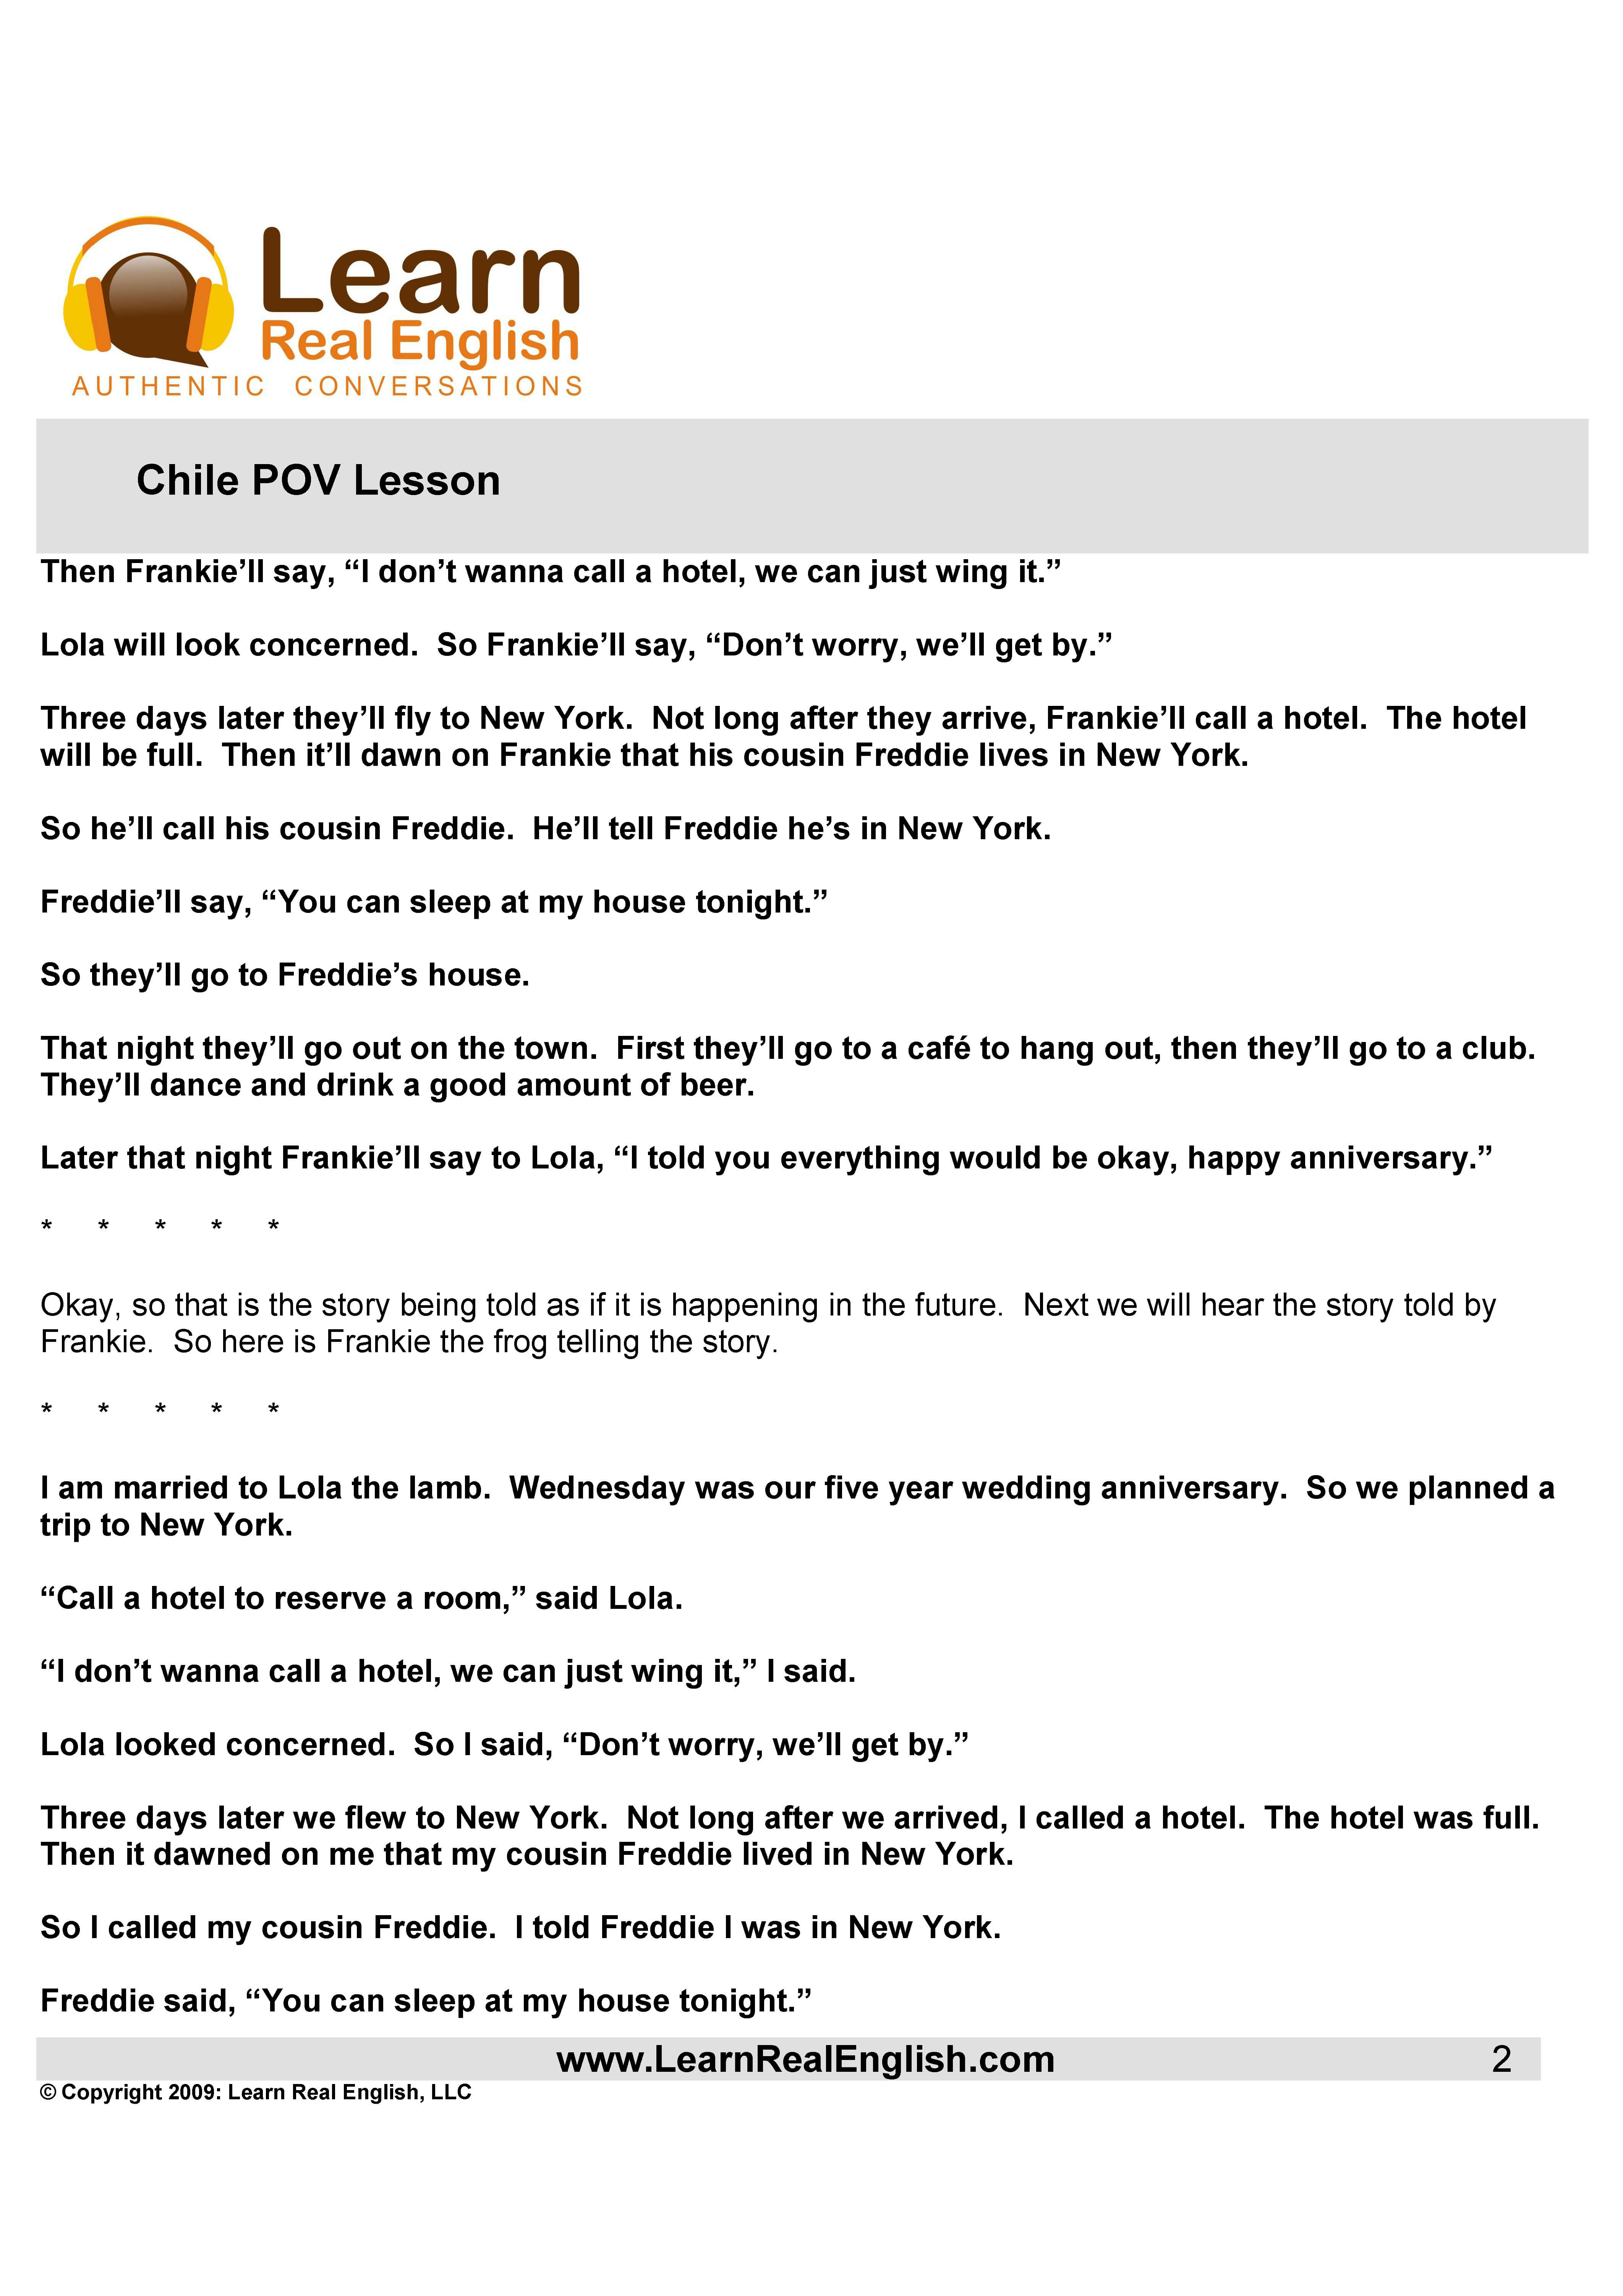 Learn
Real English
AUTHENTIC CONVERSATIONS
Chile POV Lesson
Then Frankie’ll say, “I don’t wanna call a hotel, we can just wing it.”
Lola will look concerned.  So Frankie’ll say, “Don’t worry, we’ll get by.”
Three days later they’ll fly to New York.  Not long after they arrive, Frankie’ll call a hotel.  The hotel
will be full.  Then it’ll dawn on Frankie that his cousin Freddie lives in New York.
So he’ll call his cousin Freddie.  He’ll tell Freddie he’s in New York.
Freddie’ll say, “You can sleep at my house tonight.”
So they’ll go to Freddie’s house.
That night they’ll go out on the town.  First they’ll go to a café to hang out, then they’ll go to a club.
They’ll dance and drink a good amount of beer.
Later that night Frankie’ll say to Lola, “I told you everything would be okay, happy anniversary.”
* * * * *
Okay, so that is the story being told as if it is happening in the future.  Next we will hear the story told by
Frankie.  So here is Frankie the frog telling the story.
* * * * *
I am married to Lola the lamb.  Wednesday was our five year wedding anniversary.  So we planned a
trip to New York.
“Call a hotel to reserve a room,” said Lola.
“I don’t wanna call a hotel, we can just wing it,” I said.
Lola looked concerned.  So I said, “Don’t worry, we’ll get by.”
Three days later we flew to New York.  Not long after we arrived, I called a hotel.  The hotel was full.
Then it dawned on me that my cousin Freddie lived in New York.
So I called my cousin Freddie.  I told Freddie I was in New York.
Freddie said, “You can sleep at my house tonight.”
www.LearnRealEnglish.com 2
© Copyright 2009: Learn Real English, LLC